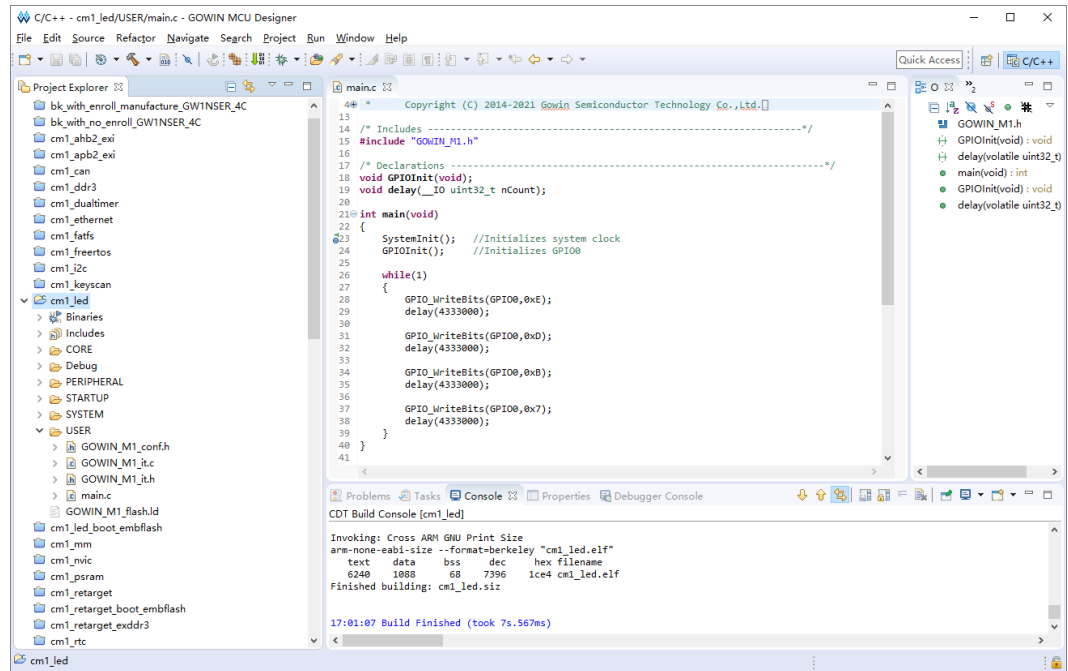 C/C++ - cm1_led/USER/main.c - GOWIN MCU Designer
File Edit Source Refactor Navigate Search Project Run Window Help
Quick Access
C/C++
Project Explorer
bk_with_enroll_manufacture_GW1NSER_4C
bk_with_no_enroll_GW1NSER_4C
cm1_ahb2_exi
cm1_apb2_exi
cm1_can
cm1_ddr3
cm1_dualtimer
cm1_ethernet
cm1_fatfs
cm1_freertos
cm1_i2c
cm1_keyscan
cm1_led
Binaries
Includes
CORE
Debug
PERIPHERAL
STARTUP
SYSTEM
USER
GOWIN_M1_conf.h
GOWIN_M1_it.c
GOWIN_M1_it.h
main.c
GOWIN_M1_flash.ld
cm1_led_boot_embflash
cm1_mm
cm1_nvic
cm1_psram
cm1_retarget
cm1_retarget_boot_embflash
cm1_retarget_exddr3
cm1_rtc
main.c
4 * Copyright (C) 2014-2021 Gowin Semiconductor Technology Co.,Ltd.
13
14 /* Includes ------------------------------------------------------------------*/
15 #include "GOWIN_M1.h"
16
17 /* Declarations ------------------------------------------------------------------*/
18 void GPIOInit(void);
19 void delay(__IO uint32_t nCount);
20
21 int main(void)
22 {
23 SystemInit(); //Initializes system clock
24 GPIOInit(); //Initializes GPIO0
25
26 while(1)
27 {
28 GPIO_WriteBits(GPIO0,0xE);
29 delay(4333000);
30
31 GPIO_WriteBits(GPIO0,0xD);
32 delay(4333000);
33
34 GPIO_WriteBits(GPIO0,0xB);
35 delay(4333000);
36
37 GPIO_WriteBits(GPIO0,0x7);
38 delay(4333000);
39 }
40 }
41
O
2
GOWIN_M1.h
GPIOInit(void) : void
delay(volatile uint32_t)
main(void) : int
GPIOInit(void) : void
delay(volatile uint32_t)
Problems Tasks Console Properties Debugger Console
CDT Build Console [cm1_led]
Invoking: Cross ARM GNU Print Size
arm-none-eabi-size --format=berkeley "cm1_led.elf"
text data bss dec hex filename
6240 1088 68 7396 1ce4 cm1_led.elf
Finished building: cm1_led.siz
17:01:07 Build Finished (took 7s.567ms)
cm1_led